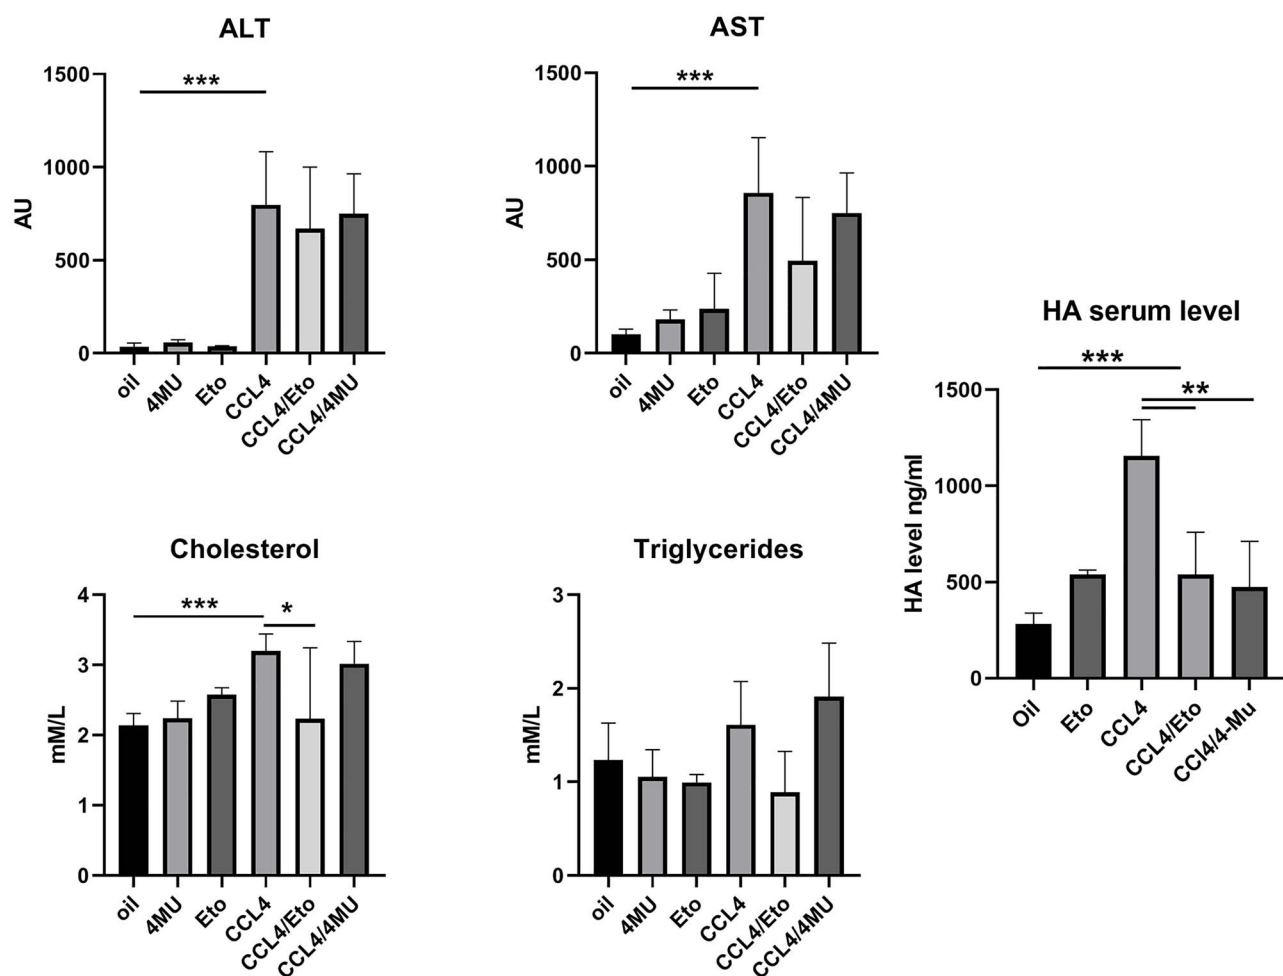 ALT
***
1500
1000
500
0
AU
oil
4MU
Eto
CCL4
CCL4/Eto
CCL4/4MU
AST
***
1500
1000
500
0
AU
oil
4MU
Eto
CCL4
CCL4/Eto
CCL4/4MU
Cholesterol
***
*
4
3
2
1
0
mM/L
oil
4MU
Eto
CCL4
CCL4/Eto
CCL4/4MU
Triglycerides
3
2
1
0
mM/L
oil
4MU
Eto
CCL4
CCL4/Eto
CCL4/4MU
HA serum level
***
**
1500
1000
500
0
HA level ng/ml
Oil
Eto
CCL4
CCL4/Eto
CCl4/4-Mu